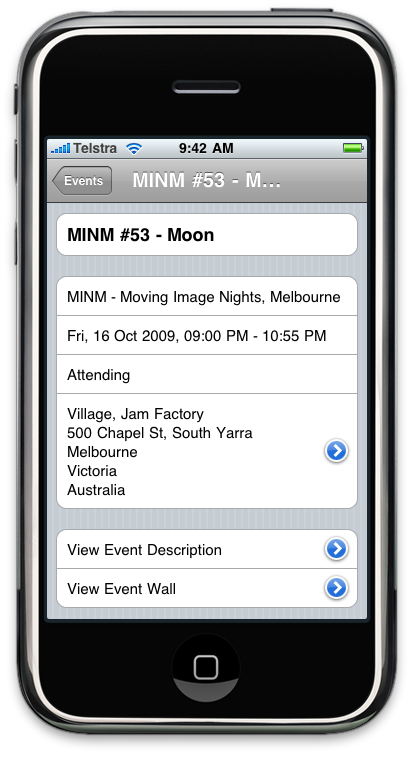 Telstra 9:42 AM
Events MINM #53 - M...
MINM #53 - Moon
MINM - Moving Image Nights, Melbourne
Fri, 16 Oct 2009, 09:00 PM - 10:55 PM
Attending
Village, Jam Factory
500 Chapel St, South Yarra
Melbourne
Victoria
Australia
View Event Description
View Event Wall